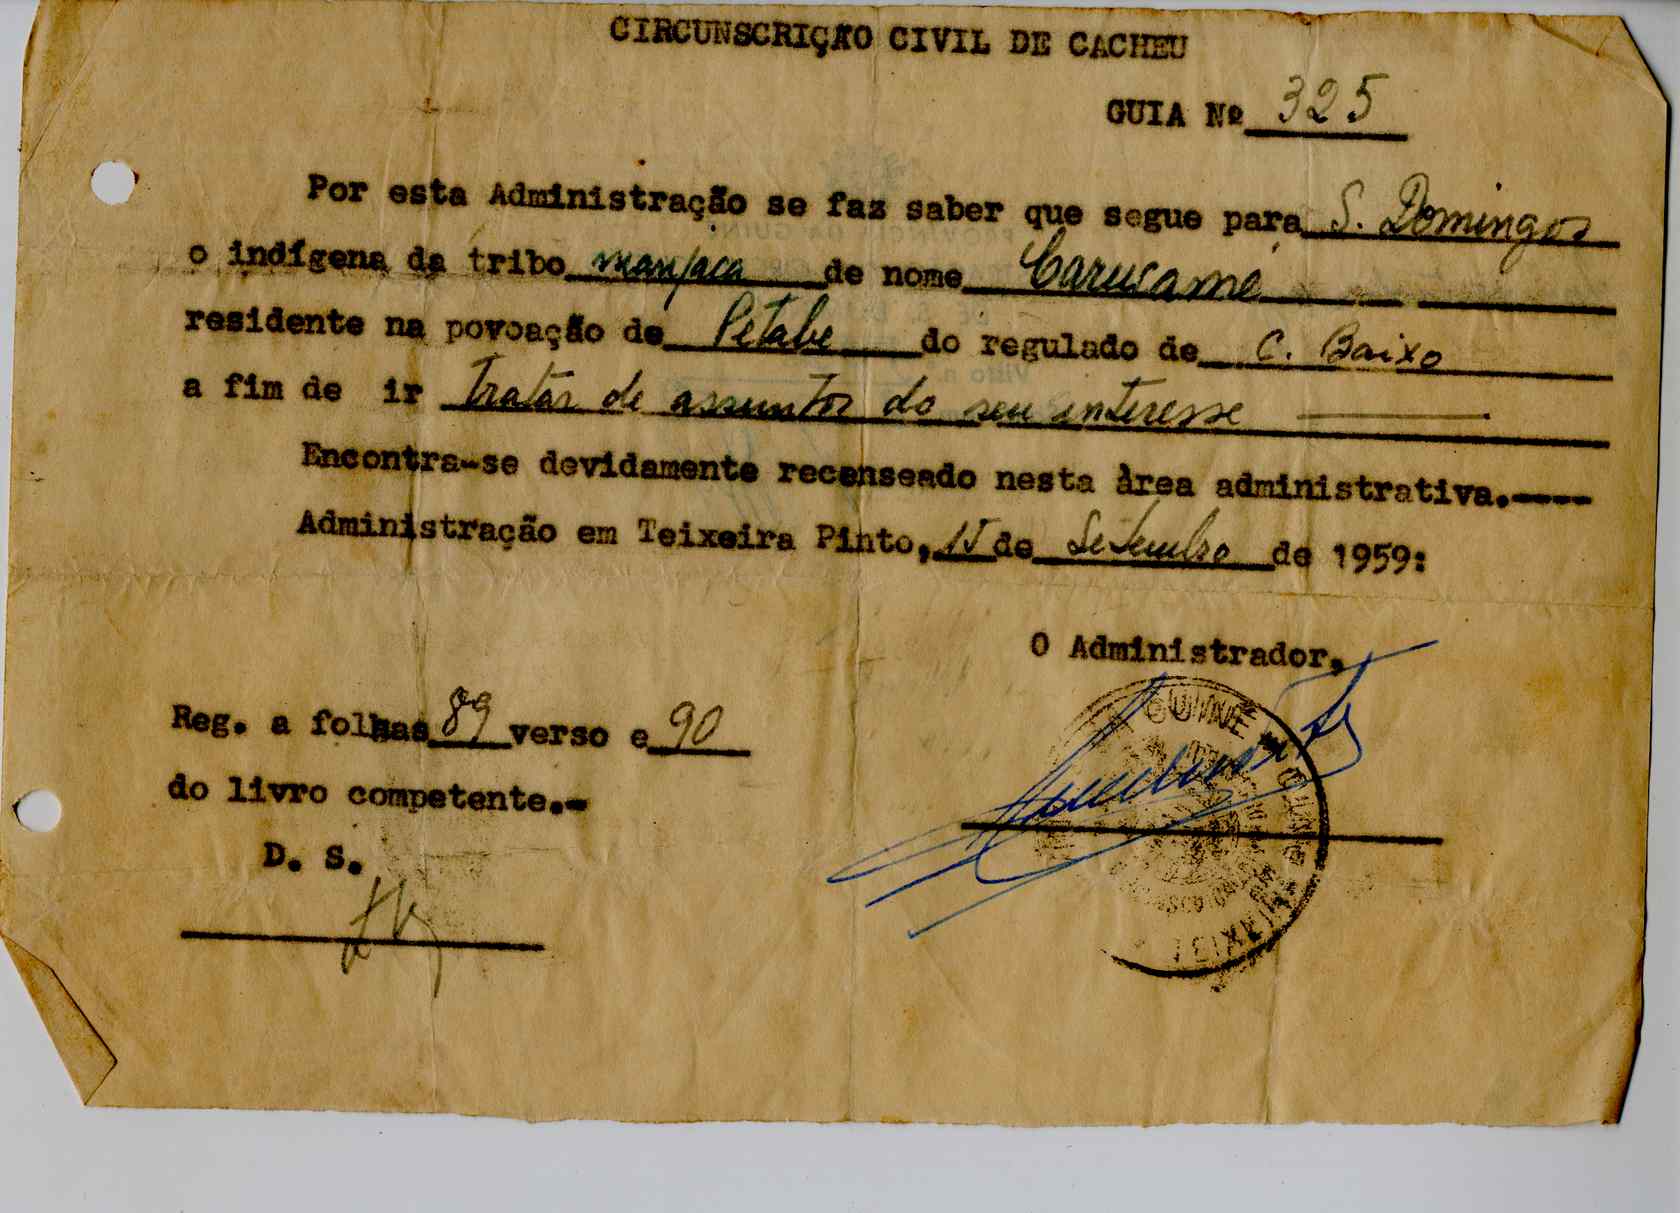 CIRCUNSCRIÇÃO CIVIL DE CACHEU
GUIA Nº 325
Por esta Administração se faz saber que segue para S. Domingos
o indígena da tribo manjaca de nome Carusamé
residente na povoação de Petabe do regulado de C. Baixo
a fim de ir tratar de assuntos do seu interesse
Encontra-se devidamente recenseado nesta àrea administrativa.----
Administração em Teixeira Pinto, 15 de Setembro de 1959:
O Administrador,
Reg. a folhas 89 verso e 90
do livro competente.-
D. S.
GUINÉ